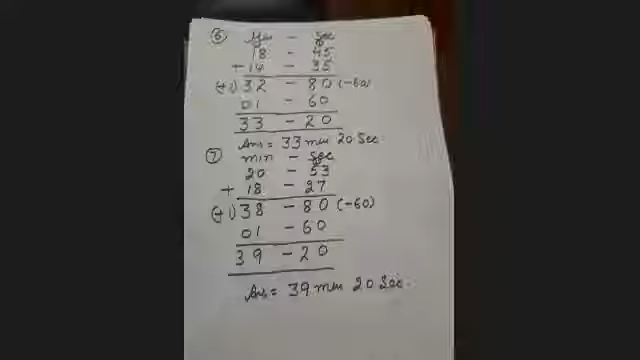 ⑥ Min - Sec
18 - 45
+ 14 - 35
(+1) 32 - 80 (-60)
01 - 60
33 - 20
Ans = 33 min 20 Sec
⑦ min - Sec
20 - 53
+ 18 - 27
(+1) 38 - 80 (-60)
01 - 60
39 - 20
Ans = 39 min 20 Sec.